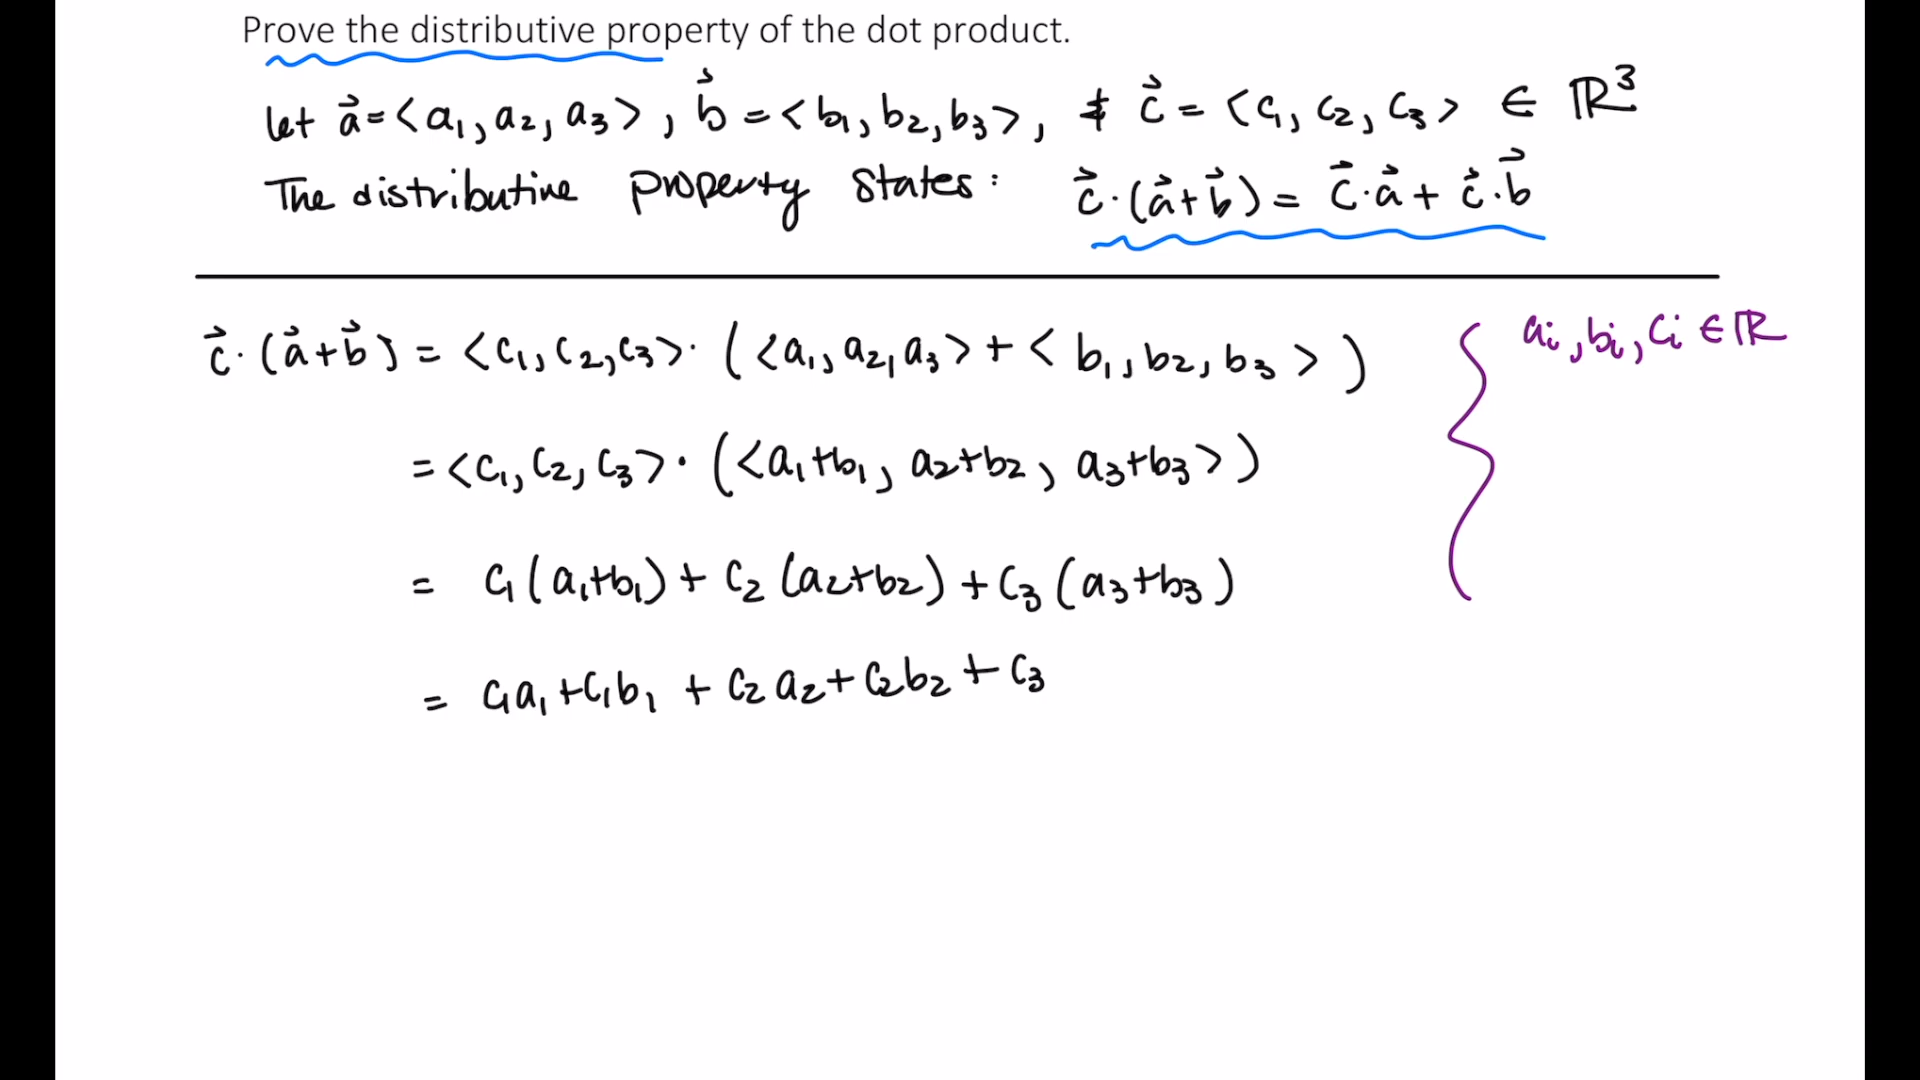 Prove the distributive property of the dot product.
let a⃗ = <a₁, a₂, a₃>, b⃗ = <b₁, b₂, b₃>, & c⃗ = <c₁, c₂, c₃> ∈ ℝ³
The distributive property states: c⃗·(a⃗+b⃗) = c⃗·a⃗ + c⃗·b⃗
c⃗·(a⃗+b⃗) = <c₁, c₂, c₃>·(<a₁, a₂, a₃> + <b₁, b₂, b₃>)
aᵢ, bᵢ, cᵢ ∈ ℝ
= <c₁, c₂, c₃>·(<a₁+b₁, a₂+b₂, a₃+b₃>)
= c₁(a₁+b₁) + c₂(a₂+b₂) + c₃(a₃+b₃)
= c₁a₁ + c₁b₁ + c₂a₂ + c₂b₂ + c₃